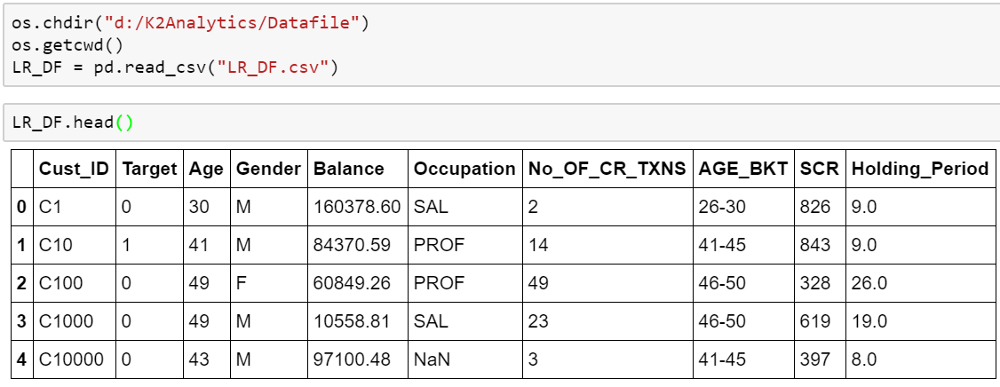 os.chdir("d:/K2Analytics/Datafile")
os.getcwd()
LR_DF = pd.read_csv("LR_DF.csv")
LR_DF.head()
Cust_ID Target Age Gender Balance Occupation No_OF_CR_TXNS AGE_BKT SCR Holding_Period
0 C1 0 30 M 160378.60 SAL 2 26-30 826 9.0
1 C10 1 41 M 84370.59 PROF 14 41-45 843 9.0
2 C100 0 49 F 60849.26 PROF 49 46-50 328 26.0
3 C1000 0 49 M 10558.81 SAL 23 46-50 619 19.0
4 C10000 0 43 M 97100.48 NaN 3 41-45 397 8.0